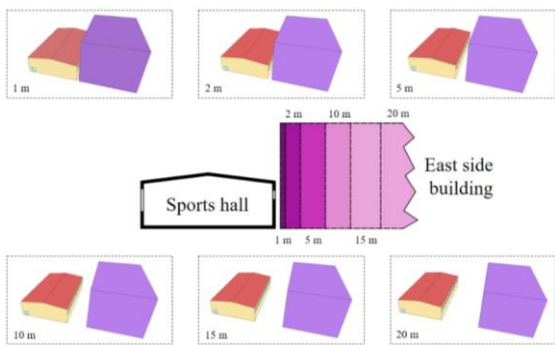 1 m
2 m
5 m
2 m 10 m 20 m
East side
building
Sports hall
1 m 5 m 15 m
10 m
15 m
20 m